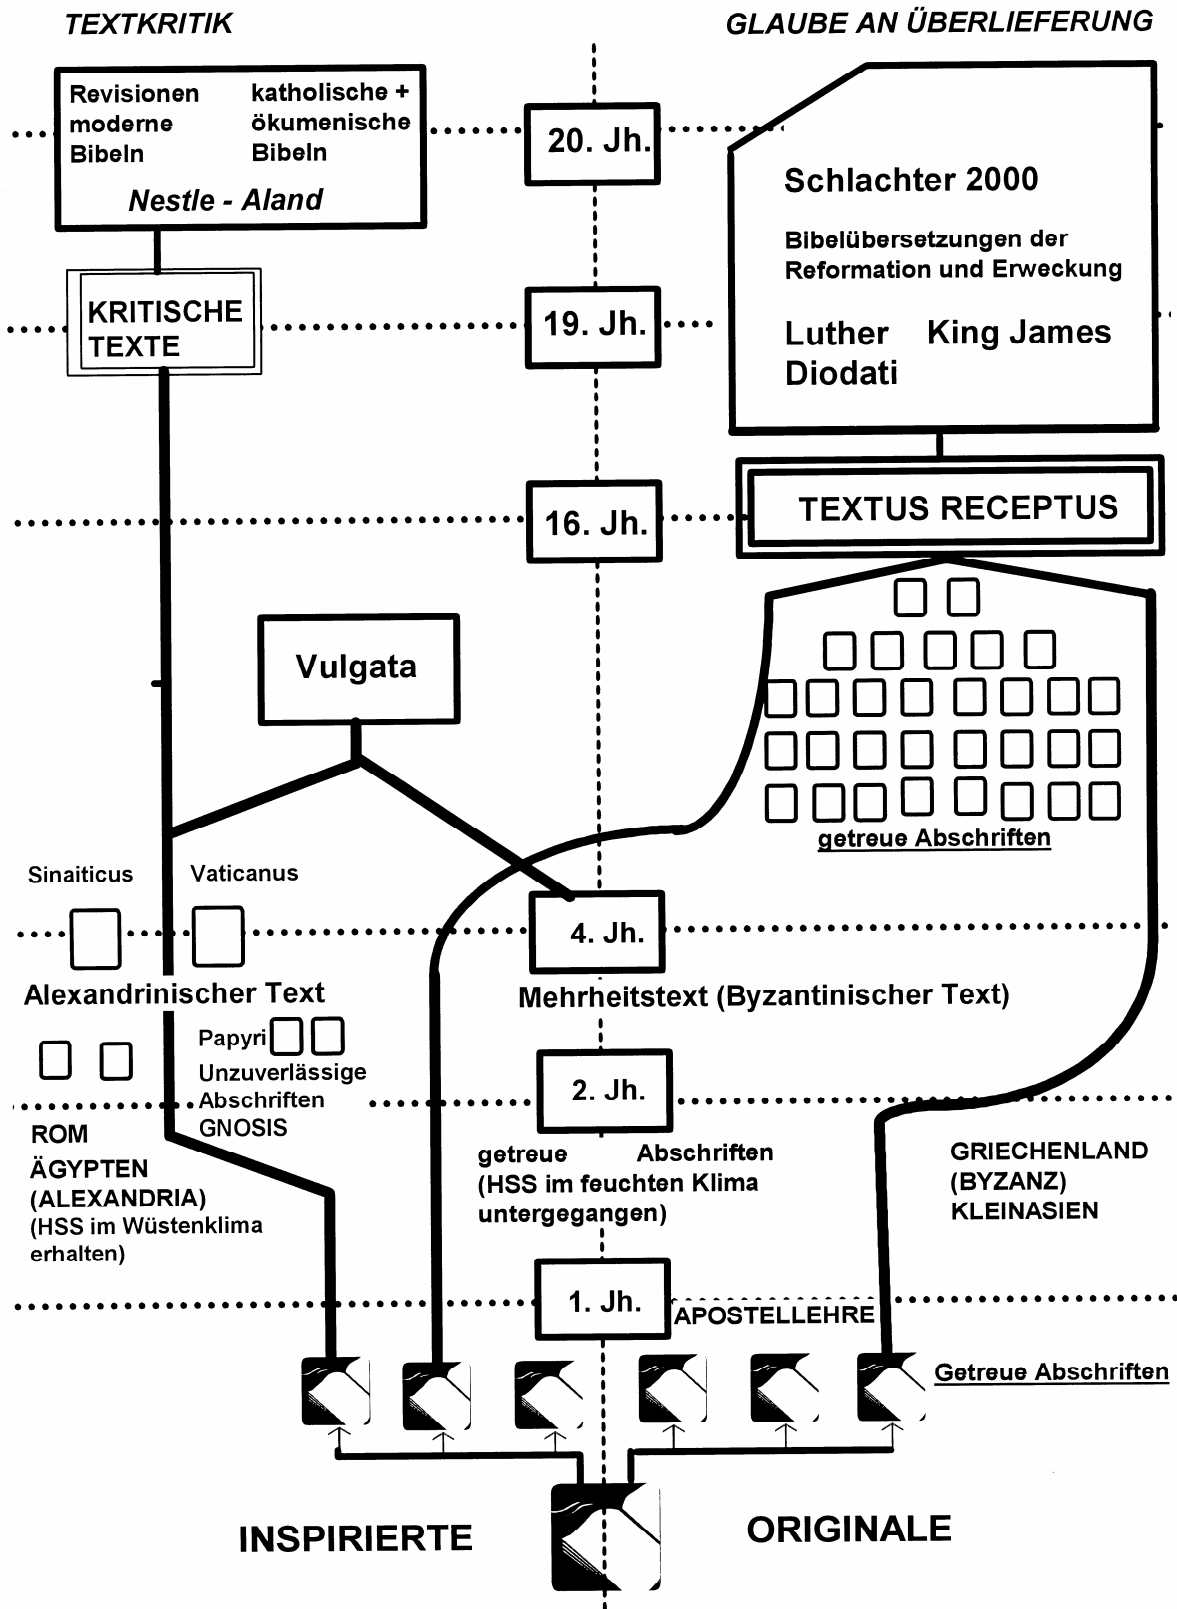 TEXTKRITIK
GLAUBE AN ÜBERLIEFERUNG
Revisionen
moderne
Bibeln
katholische +
ökumenische
Bibeln
Nestle - Aland
20. Jh.
Schlachter 2000
Bibelübersetzungen der
Reformation und Erweckung
Luther King James
Diodati
KRITISCHE
TEXTE
19. Jh.
16. Jh.
TEXTUS RECEPTUS
Vulgata
getreue Abschriften
Sinaiticus
Vaticanus
4. Jh.
Alexandrinischer Text
Mehrheitstext (Byzantinischer Text)
Papyri
Unzuverlässige
Abschriften
GNOSIS
2. Jh.
ROM
ÄGYPTEN
(ALEXANDRIA)
(HSS im Wüstenklima
erhalten)
getreue Abschriften
(HSS im feuchten Klima
untergegangen)
GRIECHENLAND
(BYZANZ)
KLEINASIEN
1. Jh.
APOSTELLEHRE
Getreue Abschriften
INSPIRIERTE
ORIGINALE